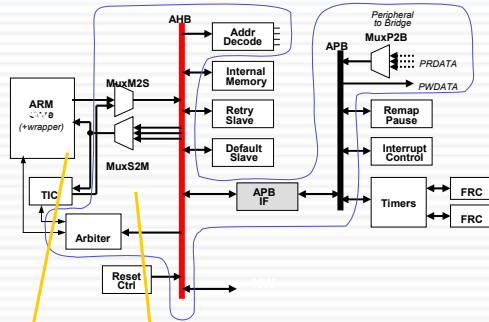 AHB
Addr
Decode
Peripheral
to Bridge
MuxP2B
APB
PRDATA
PWDATA
Internal
Memory
MuxM2S
ARM
Core
(+wrapper)
Retry
Slave
Remap
Pause
MuxS2M
Default
Slave
Interrupt
Control
TIC
APB
IF
Timers
FRC
FRC
Arbiter
Reset
Ctrl